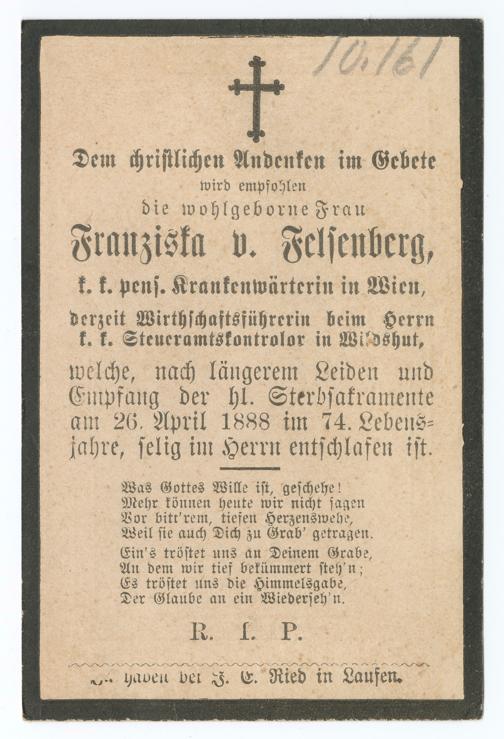 10.161
Dem christlichen Andenken im Gebete
wird empfohlen
die wohlgeborne Frau
Franziska v. Felsenberg,
k. k. pens. Krankenwärterin in Wien,
derzeit Wirthschaftsführerin beim Herrn
k. k. Steueramtskontrolor in Wildshut,
welche, nach längerem Leiden und
Empfang der hl. Sterbsakramente
am 26. April 1888 im 74. Lebens-
jahre, selig im Herrn entschlafen ist.
Was Gottes Wille ist, geschehe!
Mehr können heute wir nicht sagen
Vor bitt'rem, tiefen Herzenswehe,
Weil sie auch Dich zu Grab' getragen.
Ein's tröstet uns an Deinem Grabe,
An dem wir tief bekümmert steh'n;
Es tröstet uns die Himmelsgabe,
Der Glaube an ein Wiederseh'n.
R. I. P.
haben bei J. E. Ried in Laufen.